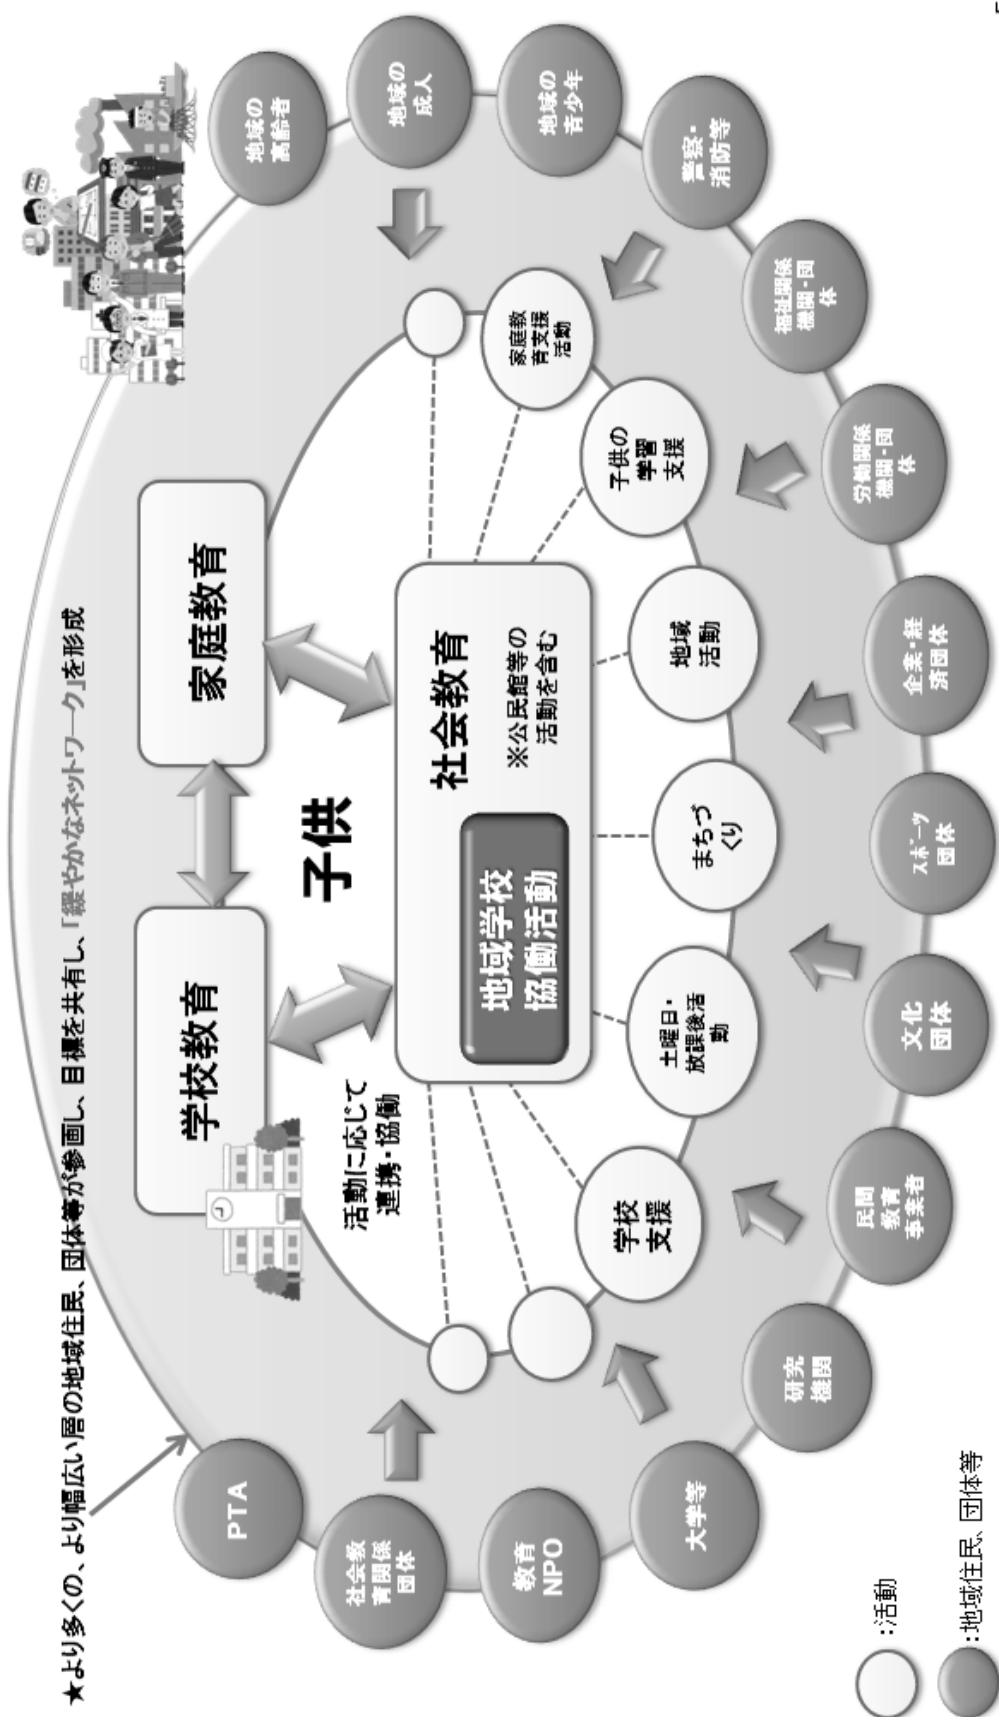 ★より多くの、より幅広い層の地域住民、団体等が参画し、目標を共有し、「緩やかなネットワーク」を形成
学校教育
家庭教育
子供
活動に応じて
連携・協働
社会教育
※公民館等の
活動を含む
地域学校
協働活動
学校
支援
土曜日・
放課後活
動
まちづ
くり
地域
活動
子供の
学習
支援
家庭教
育支援
活動
PTA
社会教
育関係
団体
教育
NPO
大学等
研究
機関
民間
教育
事業者
文化
団体
スポーツ
団体
企業・経
済団体
労働関係
機関・団
体
福祉関係
機関・団
体
警察・
消防等
地域の
青少年
地域の
成人
地域の
高齢者
:活動
:地域住民、団体等